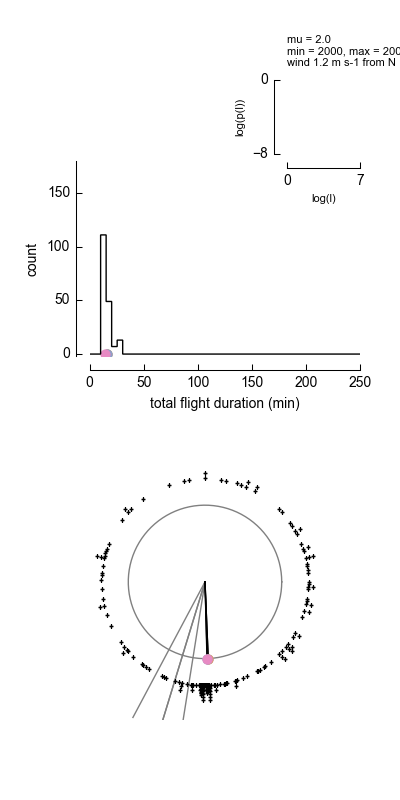 mu = 2.0
min = 2000, max = 200
wind 1.2 m s-1 from N
0
log(p(l))
−8
0 7
log(l)
150
100
50
0
count
0 50 100 150 200 250
total flight duration (min)